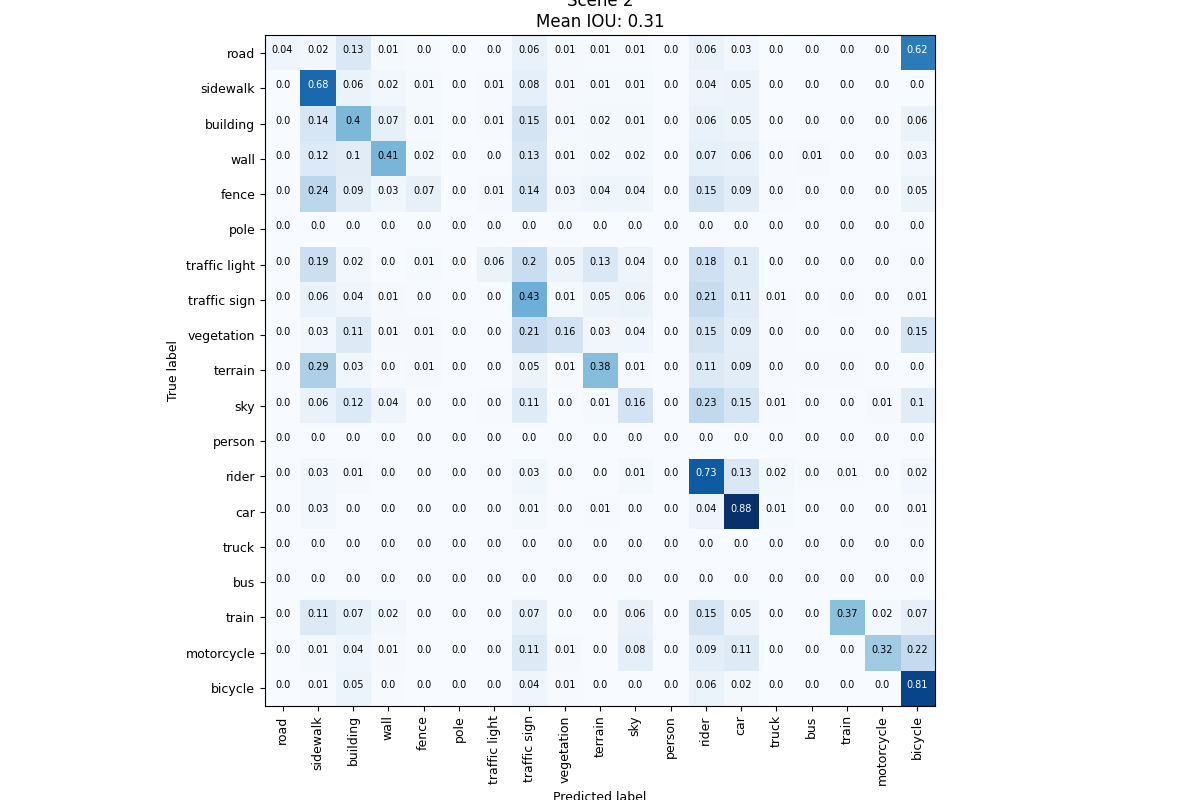 Scene 2
Mean IOU: 0.31
road 0.04 0.02 0.13 0.01 0.0 0.0 0.0 0.06 0.01 0.01 0.01 0.0 0.06 0.03 0.0 0.0 0.0 0.0 0.62
sidewalk 0.0 0.68 0.06 0.02 0.01 0.0 0.01 0.08 0.01 0.01 0.01 0.0 0.04 0.05 0.0 0.0 0.0 0.0 0.0
building 0.0 0.14 0.4 0.07 0.01 0.0 0.01 0.15 0.01 0.02 0.01 0.0 0.06 0.05 0.0 0.0 0.0 0.0 0.06
wall 0.0 0.12 0.1 0.41 0.02 0.0 0.0 0.13 0.01 0.02 0.02 0.0 0.07 0.06 0.0 0.01 0.0 0.0 0.03
fence 0.0 0.24 0.09 0.03 0.07 0.0 0.01 0.14 0.03 0.04 0.04 0.0 0.15 0.09 0.0 0.0 0.0 0.0 0.05
pole 0.0 0.0 0.0 0.0 0.0 0.0 0.0 0.0 0.0 0.0 0.0 0.0 0.0 0.0 0.0 0.0 0.0 0.0 0.0
traffic light 0.0 0.19 0.02 0.0 0.01 0.0 0.06 0.2 0.05 0.13 0.04 0.0 0.18 0.1 0.0 0.0 0.0 0.0 0.0
traffic sign 0.0 0.06 0.04 0.01 0.0 0.0 0.0 0.43 0.01 0.05 0.06 0.0 0.21 0.11 0.01 0.0 0.0 0.0 0.01
vegetation 0.0 0.03 0.11 0.01 0.01 0.0 0.0 0.21 0.16 0.03 0.04 0.0 0.15 0.09 0.0 0.0 0.0 0.0 0.15
True label
terrain 0.0 0.29 0.03 0.0 0.01 0.0 0.0 0.05 0.01 0.38 0.01 0.0 0.11 0.09 0.0 0.0 0.0 0.0 0.0
sky 0.0 0.06 0.12 0.04 0.0 0.0 0.0 0.11 0.0 0.01 0.16 0.0 0.23 0.15 0.01 0.0 0.0 0.01 0.1
person 0.0 0.0 0.0 0.0 0.0 0.0 0.0 0.0 0.0 0.0 0.0 0.0 0.0 0.0 0.0 0.0 0.0 0.0 0.0
rider 0.0 0.03 0.01 0.0 0.0 0.0 0.0 0.03 0.0 0.0 0.01 0.0 0.73 0.13 0.02 0.0 0.01 0.0 0.02
car 0.0 0.03 0.0 0.0 0.0 0.0 0.0 0.01 0.0 0.01 0.0 0.0 0.04 0.88 0.01 0.0 0.0 0.0 0.01
truck 0.0 0.0 0.0 0.0 0.0 0.0 0.0 0.0 0.0 0.0 0.0 0.0 0.0 0.0 0.0 0.0 0.0 0.0 0.0
bus 0.0 0.0 0.0 0.0 0.0 0.0 0.0 0.0 0.0 0.0 0.0 0.0 0.0 0.0 0.0 0.0 0.0 0.0 0.0
train 0.0 0.11 0.07 0.02 0.0 0.0 0.0 0.07 0.0 0.0 0.06 0.0 0.15 0.05 0.0 0.0 0.37 0.02 0.07
motorcycle 0.0 0.01 0.04 0.01 0.0 0.0 0.0 0.11 0.01 0.0 0.08 0.0 0.09 0.11 0.0 0.0 0.0 0.32 0.22
bicycle 0.0 0.01 0.05 0.0 0.0 0.0 0.0 0.04 0.01 0.0 0.0 0.0 0.06 0.02 0.0 0.0 0.0 0.0 0.81
road sidewalk building wall fence pole traffic light traffic sign vegetation terrain sky person rider car truck bus train motorcycle bicycle
Predicted label